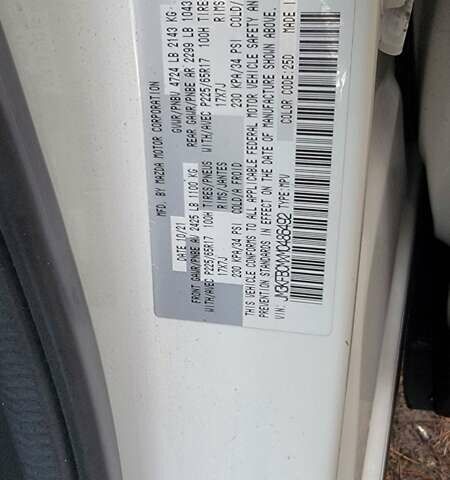 MFD. BY MAZDA MOTOR CORPORATION
DATE 10/21
GVWR/PNBV 4724 LB 2143 KG
FRONT GAWR/PNBE AV 2425 LB 1100 KG
REAR GAWR/PNBE AR 2299 LB 1043
WITH/AVEC P225/65R17 100H TIRES/PNEUS
WITH/AVEC P225/65R17 100H TIRE
17X7J RIMS/JANTES
17X7J RIMS
230 KPA/34 PSI COLD/A FROID
230 KPA/34 PSI COLD/
THIS VEHICLE CONFORMS TO ALL APPLICABLE FEDERAL MOTOR VEHICLE SAFETY AN
PREVENTION STANDARDS IN EFFECT ON THE DATE OF MANUFACTURE SHOWN ABOVE.
VIN: TYPE: MPV COLOR CODE: 25D MADE I